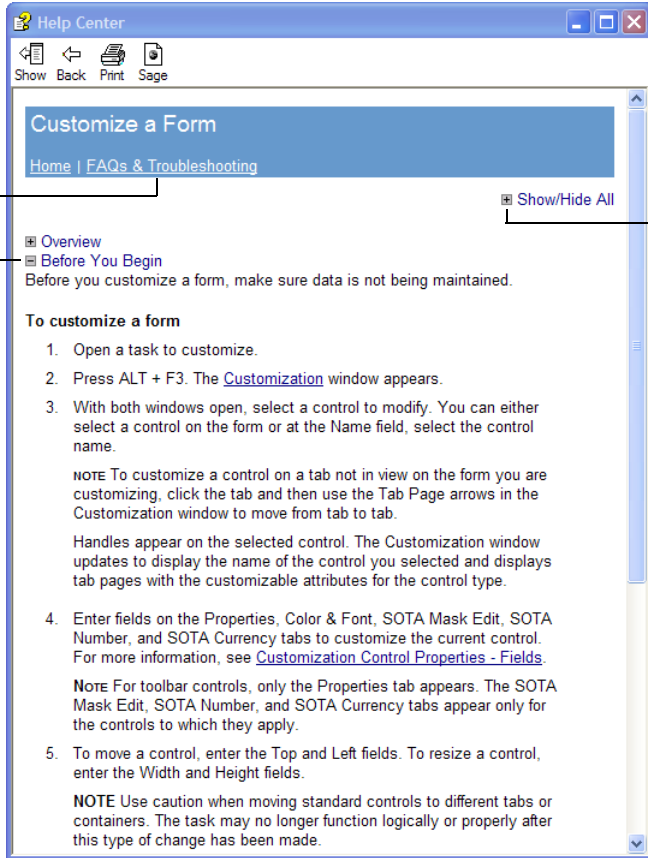 Help Center
Show Back Print Sage
Customize a Form
Home | FAQs & Troubleshooting
Show/Hide All
Overview
Before You Begin
Before you customize a form, make sure data is not being maintained.
To customize a form
1. Open a task to customize.
2. Press ALT + F3. The Customization window appears.
3. With both windows open, select a control to modify. You can either
select a control on the form or at the Name field, select the control
name.
NOTE To customize a control on a tab not in view on the form you are
customizing, click the tab and then use the Tab Page arrows in the
Customization window to move from tab to tab.
Handles appear on the selected control. The Customization window
updates to display the name of the control you selected and displays
tab pages with the customizable attributes for the control type.
4. Enter fields on the Properties, Color & Font, SOTA Mask Edit, SOTA
Number, and SOTA Currency tabs to customize the current control.
For more information, see Customization Control Properties - Fields.
NOTE For toolbar controls, only the Properties tab appears. The SOTA
Mask Edit, SOTA Number, and SOTA Currency tabs appear only for
the controls to which they apply.
5. To move a control, enter the Top and Left fields. To resize a control,
enter the Width and Height fields.
NOTE Use caution when moving standard controls to different tabs or
containers. The task may no longer function logically or properly after
this type of change has been made.